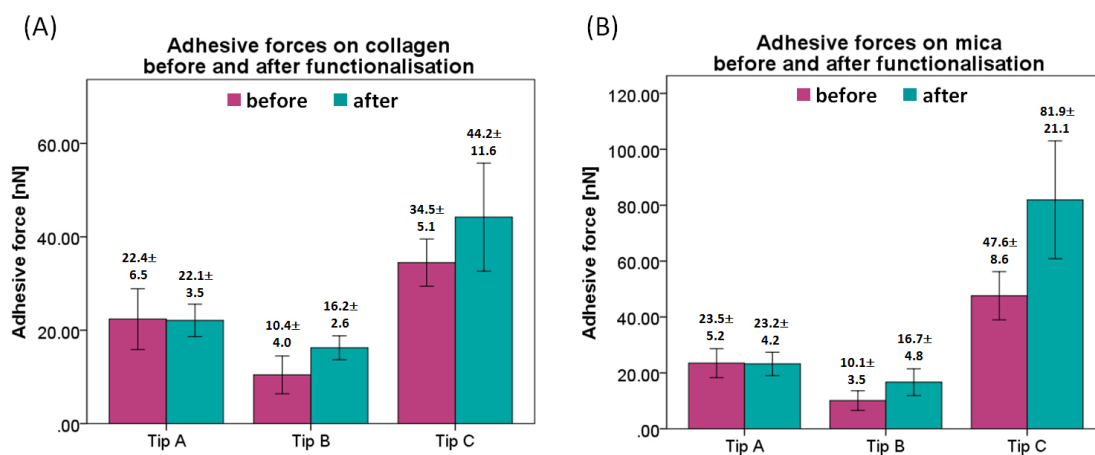 (A)
Adhesive forces on collagen
before and after functionalisation
before after
Adhesive force [nN]
60.00
40.00
20.00
.00
22.4±
6.5
22.1±
3.5
10.4±
4.0
16.2±
2.6
34.5±
5.1
44.2±
11.6
Tip A Tip B Tip C
(B)
Adhesive forces on mica
before and after functionalisation
before after
Adhesive force [nN]
120.00
100.00
80.00
60.00
40.00
20.00
.00
23.5±
5.2
23.2±
4.2
10.1±
3.5
16.7±
4.8
47.6±
8.6
81.9±
21.1
Tip A Tip B Tip C